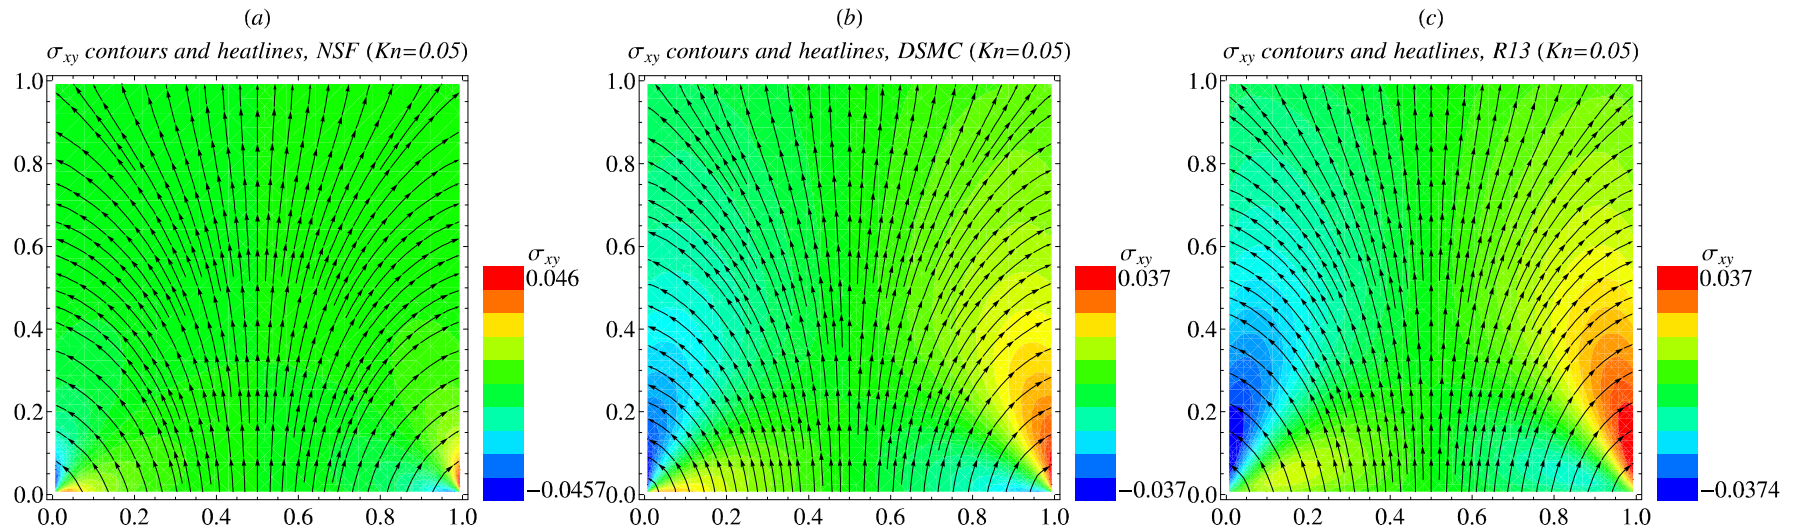 (a)
σxy contours and heatlines, NSF (Kn=0.05)
1.0
0.8
0.6
0.4
0.2
0.0
0.0 0.2 0.4 0.6 0.8 1.0
σxy
0.046
−0.0457
(b)
σxy contours and heatlines, DSMC (Kn=0.05)
1.0
0.8
0.6
0.4
0.2
0.0
0.0 0.2 0.4 0.6 0.8 1.0
σxy
0.037
−0.037
(c)
σxy contours and heatlines, R13 (Kn=0.05)
1.0
0.8
0.6
0.4
0.2
0.0
0.0 0.2 0.4 0.6 0.8 1.0
σxy
0.037
−0.0374